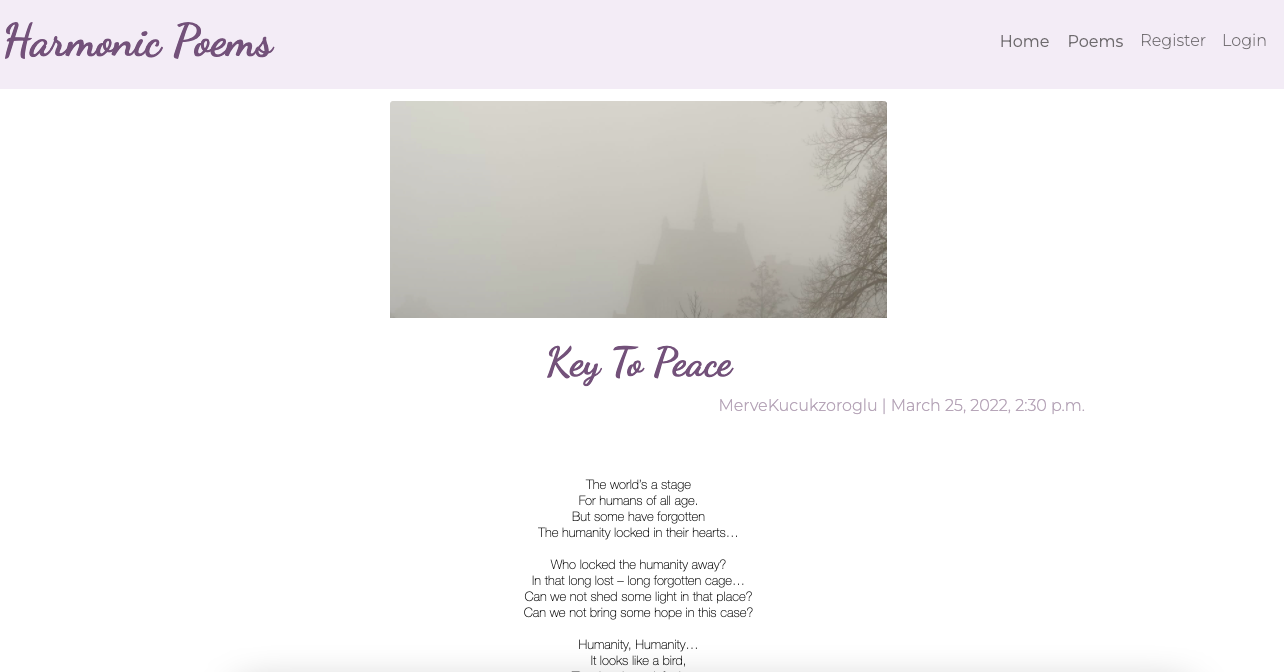 Harmonic Poems
Home Poems Register Login
Key To Peace
MerveKucukzoroglu | March 25, 2022, 2:30 p.m.
The world's a stage
For humans of all age.
But some have forgotten
The humanity locked in their hearts…
Who locked the humanity away?
In that long lost – long forgotten cage…
Can we not shed some light in that place?
Can we not bring some hope in this case?
Humanity, Humanity…
It looks like a bird,